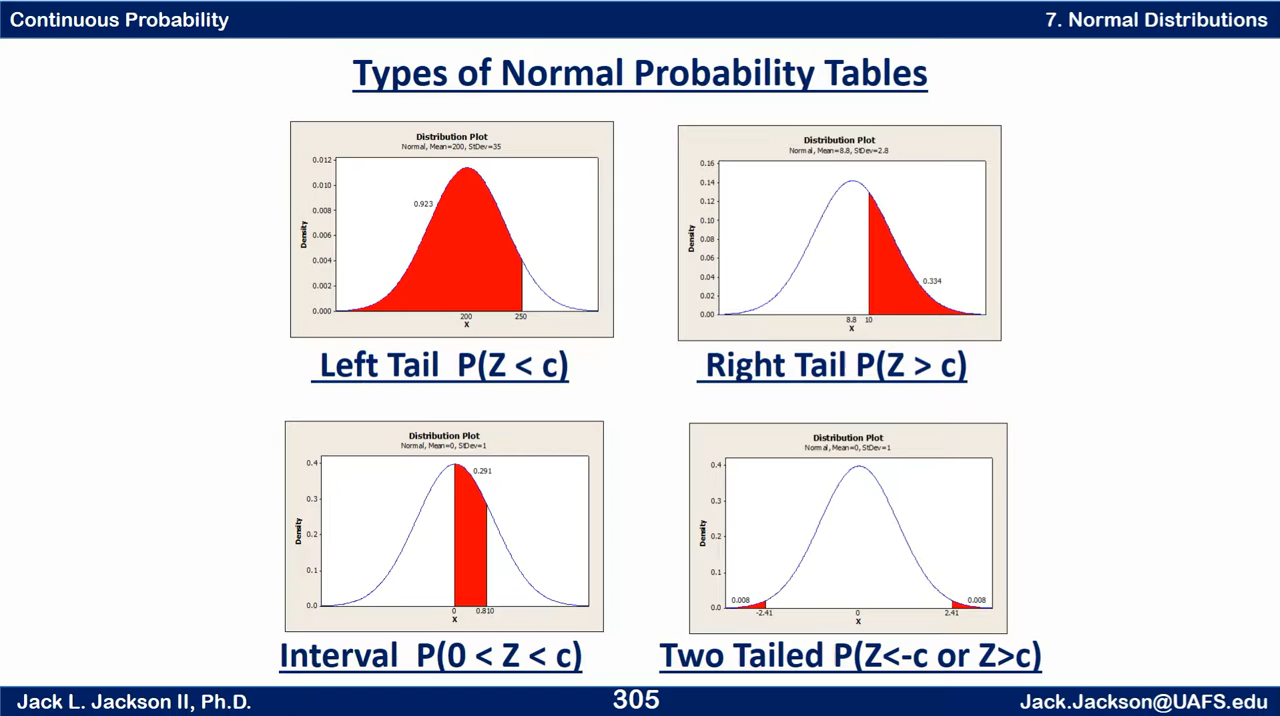 Continuous Probability
7. Normal Distributions
Types of Normal Probability Tables
Distribution Plot
Normal, Mean=200, StDev=35
0.012
0.010
0.008
0.006
0.004
0.002
0.000
Density
0.923
200
250
X
Left Tail P(Z < c)
Distribution Plot
Normal, Mean=8.8, StDev=2.8
0.16
0.14
0.12
0.10
0.08
0.06
0.04
0.02
0.00
Density
0.334
8.8
10
X
Right Tail P(Z > c)
Distribution Plot
Normal, Mean=0, StDev=1
0.4
0.3
0.2
0.1
0.0
Density
0.291
0
0.810
X
Interval P(0 < Z < c)
Distribution Plot
Normal, Mean=0, StDev=1
0.4
0.3
0.2
0.1
0.0
Density
0.008
0.008
-2.41
0
2.41
X
Two Tailed P(Z<-c or Z>c)
Jack L. Jackson II, Ph.D.
305
Jack.Jackson@UAFS.edu